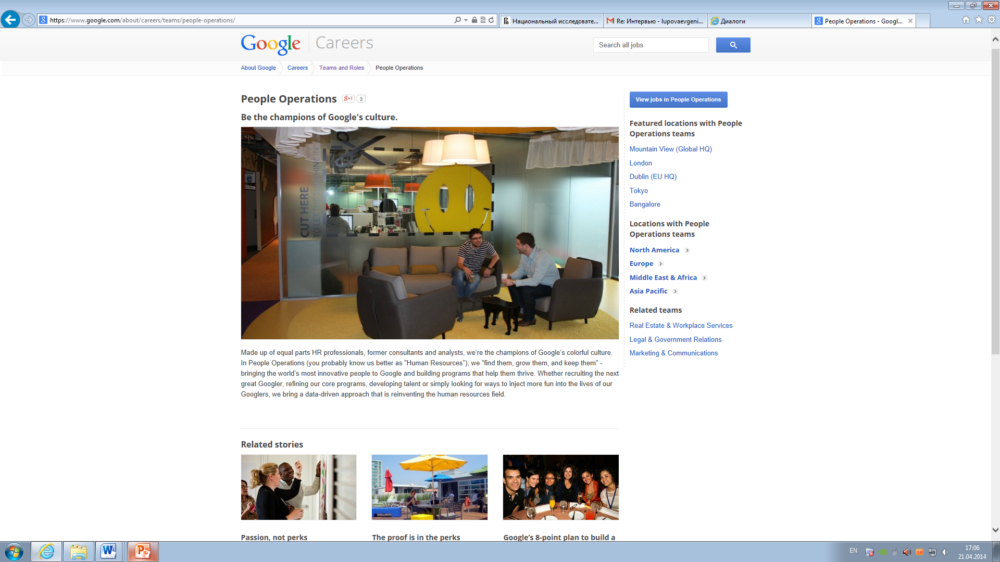 https://www.google.com/about/careers/teams/people-operations/
Национальный исследовате...
Re: Интервью - lupovaevgeni...
Диалоги
People Operations - Googl...
Google Careers
Search all jobs
About Google Careers Teams and Roles People Operations
People Operations
g+1 3
Be the champions of Google's culture.
CUT HERE
TO LET THE SUNSHINE IN
Made up of equal parts HR professionals, former consultants and analysts, we’re the champions of Google’s colorful culture.
In People Operations (you probably know us better as "Human Resources"), we "find them, grow them, and keep them" -
bringing the world’s most innovative people to Google and building programs that help them thrive. Whether recruiting the next
great Googler, refining our core programs, developing talent or simply looking for ways to inject more fun into the lives of our
Googlers, we bring a data-driven approach that is reinventing the human resources field.
Related stories
Passion, not perks
The proof is in the perks
Google’s 8-point plan to build a
View jobs in People Operations
Featured locations with People
Operations teams
Mountain View (Global HQ)
London
Dublin (EU HQ)
Tokyo
Bangalore
Locations with People
Operations teams
North America
Europe
Middle East & Africa
Asia Pacific
Related teams
Real Estate & Workplace Services
Legal & Government Relations
Marketing & Communications
EN
17:06
21.04.2014